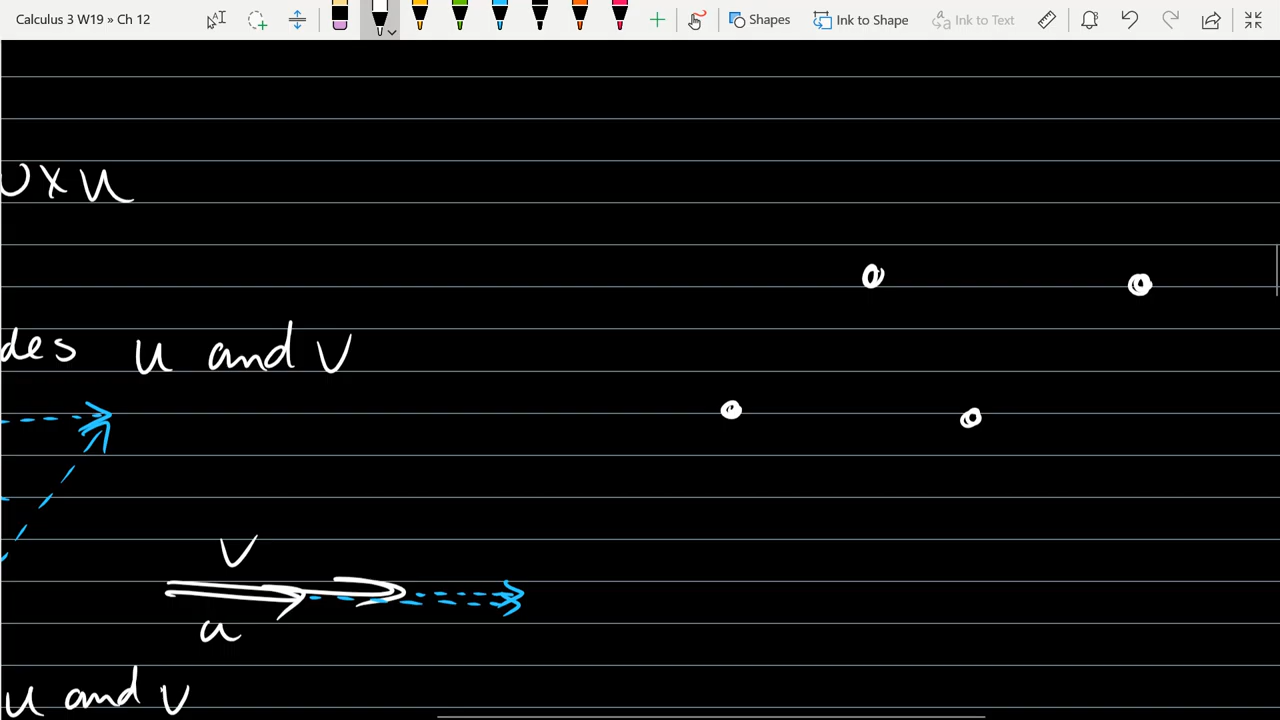 Calculus 3 W19 » Ch 12
Shapes
Ink to Shape
Ink to Text
υ × u
des u and v
v
u
u and v